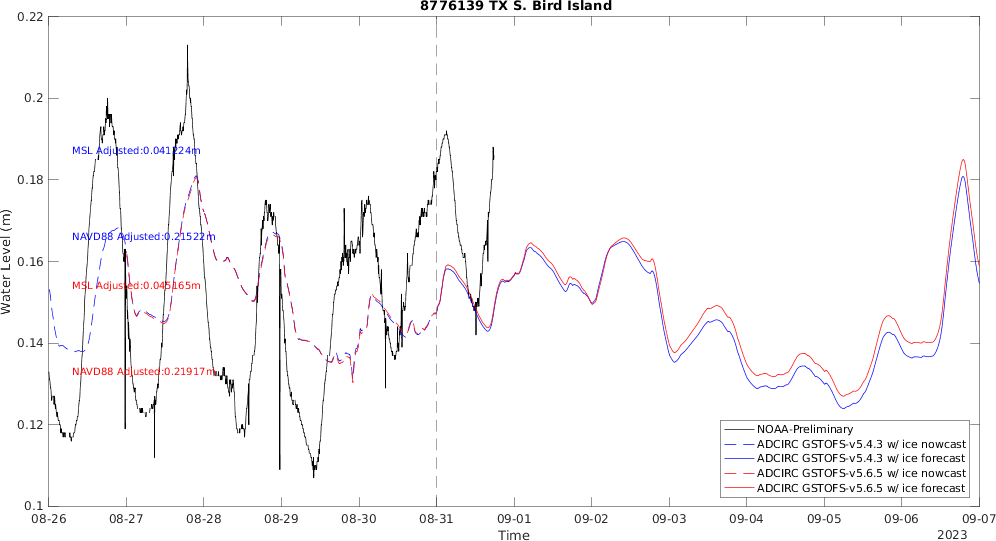 8776139 TX S. Bird Island
0.22
0.2
0.18
0.16
0.14
0.12
0.1
Water Level (m)
MSL Adjusted:0.041224m
NAVD88 Adjusted:0.21522m
MSL Adjusted:0.045165m
NAVD88 Adjusted:0.21917m
NOAA-Preliminary
ADCIRC GSTOFS-v5.4.3 w/ ice nowcast
ADCIRC GSTOFS-v5.4.3 w/ ice forecast
ADCIRC GSTOFS-v5.6.5 w/ ice nowcast
ADCIRC GSTOFS-v5.6.5 w/ ice forecast
08-26 08-27 08-28 08-29 08-30 08-31 09-01 09-02 09-03 09-04 09-05 09-06 09-07
Time
2023